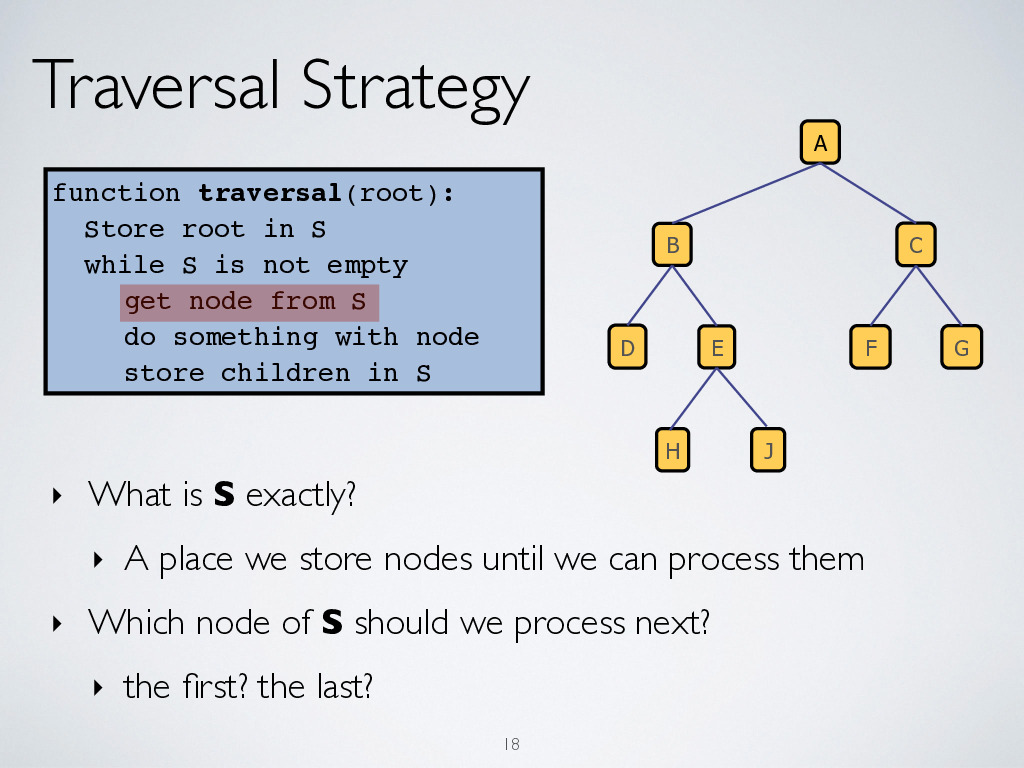 Traversal Strategy
function traversal(root):
Store root in S
while S is not empty
get node from S
do something with node
store children in S
A
B
C
D
E
F
G
H
J
‣ What is S exactly?
‣ A place we store nodes until we can process them
‣ Which node of S should we process next?
‣ the first? the last?
18